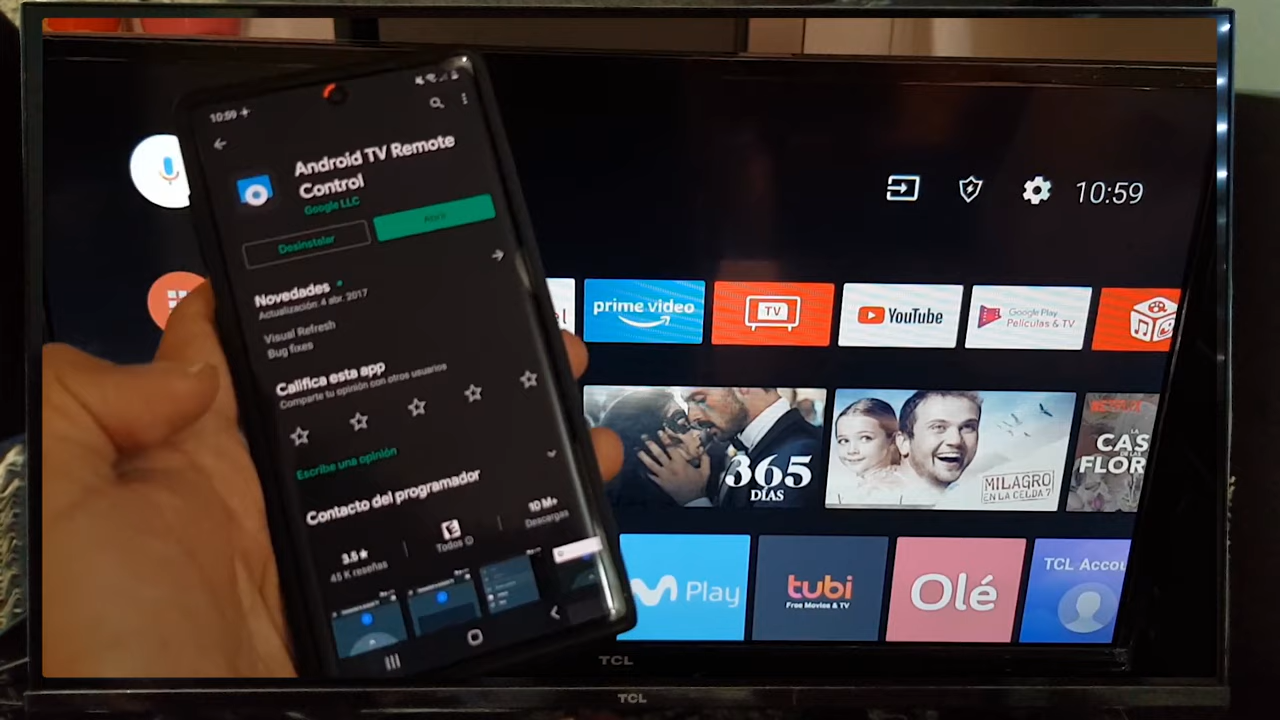 10:59
Android TV Remote
Control
Google LLC
Desinstalar
Abrir
Novedades
Actualización: 4 abr. 2017
Visual Refresh
Bug fixes
Califica esta app
Comparte tu opinión con otros usuarios
Escribe una opinión
Contacto del programador
3.5★
45 K reseñas
E
Todos
10 M+
Descargas
10:59
prime video
TV
YouTube
Google Play
Películas & TV
365
DÍAS
MILAGRO
EN LA CELDA 7
NETFLIX
LA
CAS
FLOR
Play
tubi
Free Movies & TV
Olé
TCL Accou
TCL
TCL